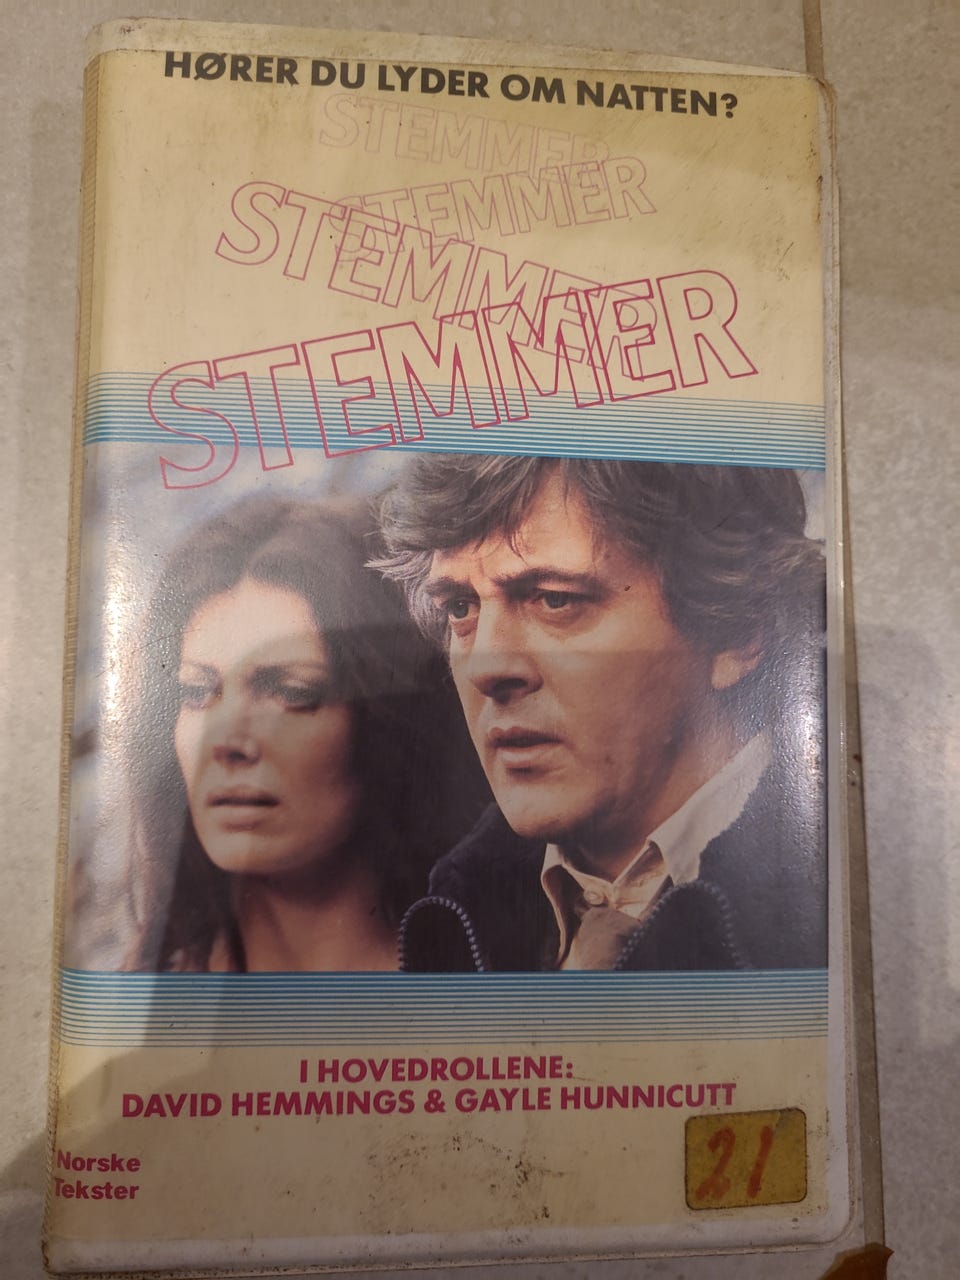 HØRER DU LYDER OM NATTEN?
STEMMER
STEMMER
STEMMER
STEMMER
I HOVEDROLLENE:
DAVID HEMMINGS & GAYLE HUNNICUTT
Norske
Tekster
21